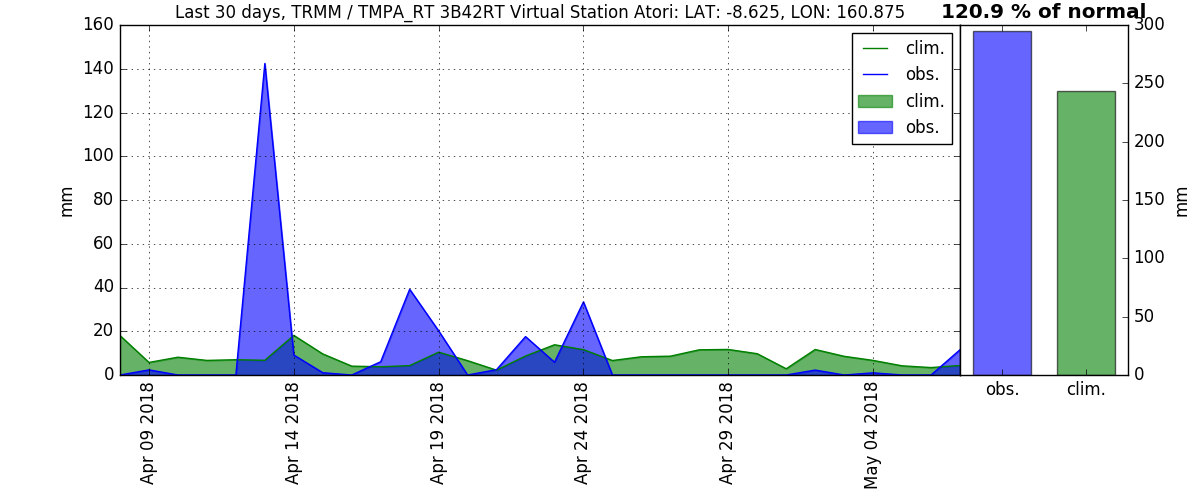 Last 30 days, TRMM / TMPA_RT 3B42RT Virtual Station Atori: LAT: -8.625, LON: 160.875
120.9 % of normal
mm
160
140
120
100
80
60
40
20
0
clim.
obs.
clim.
obs.
300
250
200
150
100
50
0
mm
Apr 09 2018
Apr 14 2018
Apr 19 2018
Apr 24 2018
Apr 29 2018
May 04 2018
obs.
clim.